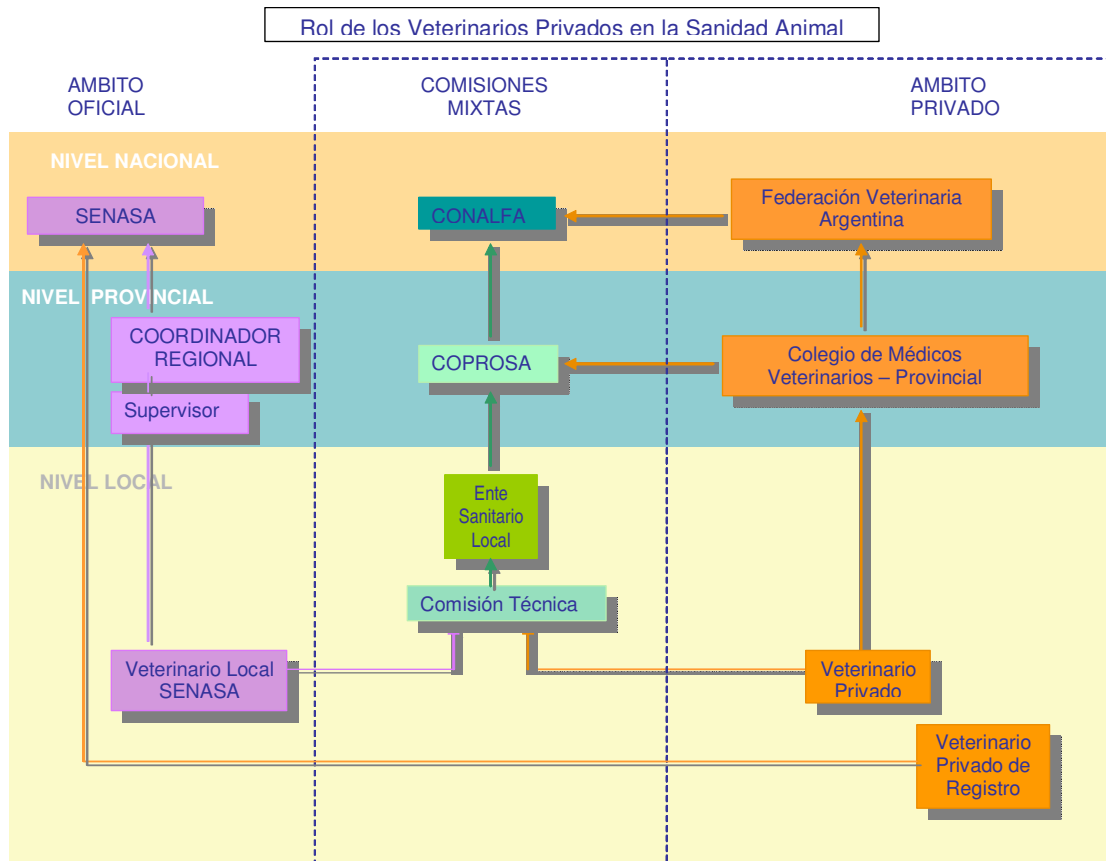 Rol de los Veterinarios Privados en la Sanidad Animal
AMBITO
OFICIAL
COMISIONES
MIXTAS
AMBITO
PRIVADO
NIVEL NACIONAL
SENASA
CONALFA
Federación Veterinaria
Argentina
NIVEL PROVINCIAL
COORDINADOR
REGIONAL
COPROSA
Colegio de Médicos
Veterinarios – Provincial
Supervisor
NIVEL LOCAL
Ente
Sanitario
Local
Comisión Técnica
Veterinario Local
SENASA
Veterinario
Privado
Veterinario
Privado de
Registro